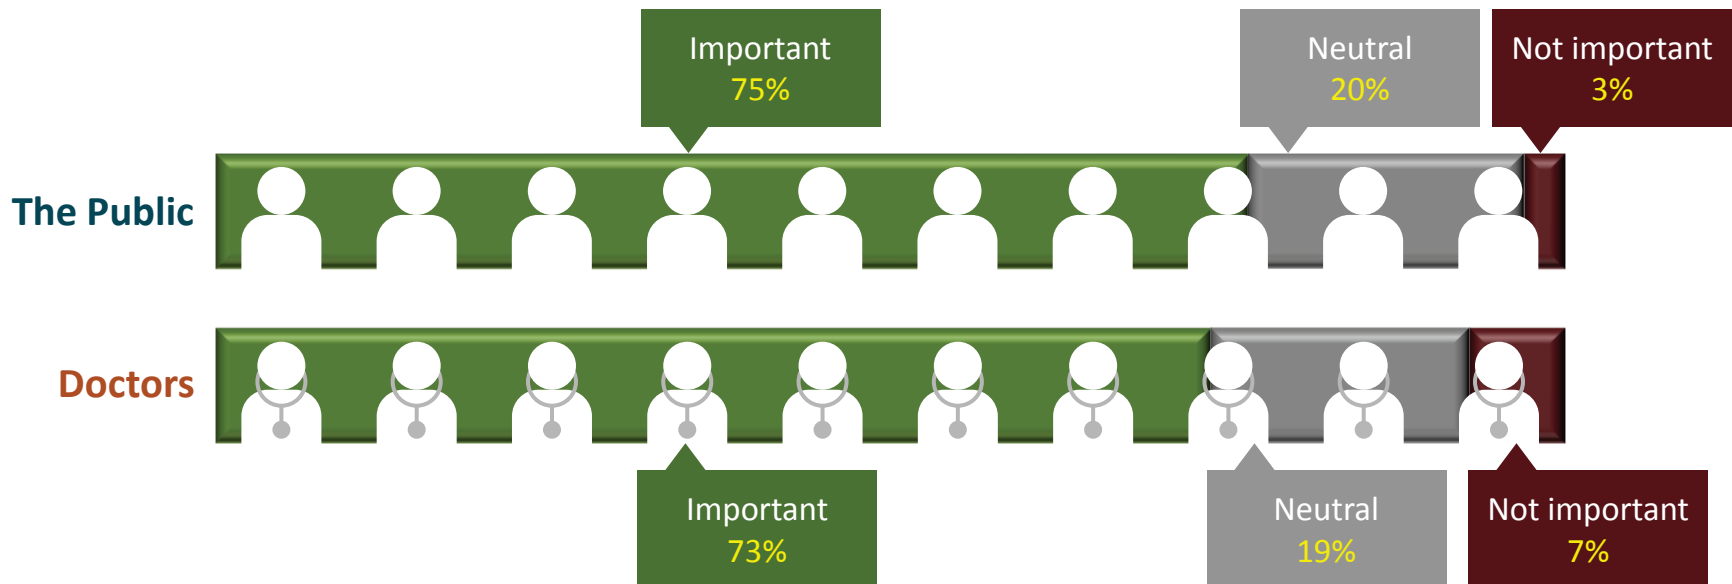 Important
75%
Neutral
20%
Not important
3%
The Public
Doctors
Important
73%
Neutral
19%
Not important
7%